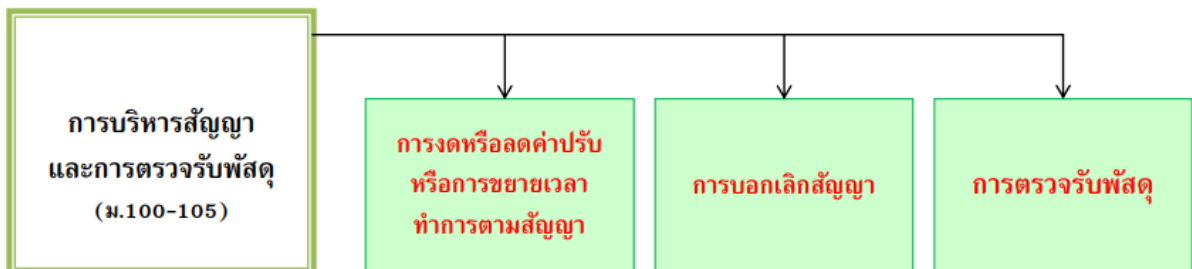 การบริหารสัญญา
และการตรวจรับพัสดุ
(ม.100-105)
การงดหรือลดค่าปรับ
หรือการขยายเวลา
ทำการตามสัญญา
การบอกเลิกสัญญา
การตรวจรับพัสดุ